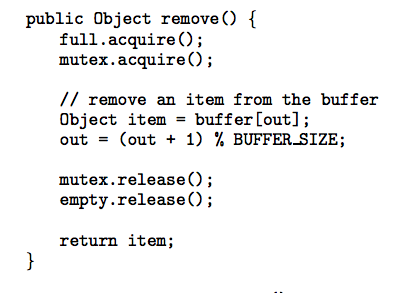 public Object remove() {
full.acquire();
mutex.acquire();
// remove an item from the buffer
Object item = buffer[out];
out = (out + 1) % BUFFER_SIZE;
mutex.release();
empty.release();
return item;
}